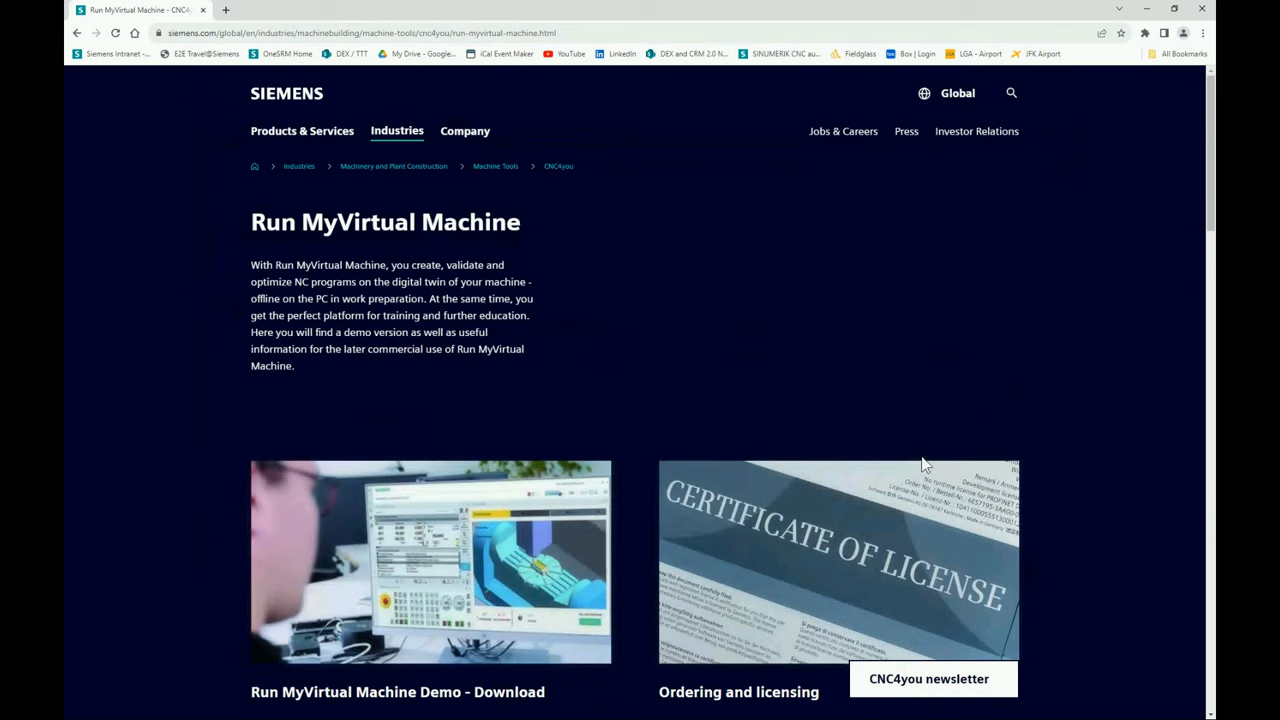 Run MyVirtual Machine - CNC4
siemens.com/global/en/industries/machinebuilding/machine-tools/cnc4you/run-myvirtual-machine.html
Siemens Intranet -...
E2E Travel@Siemens
OneSRM Home
DEX / TTT
My Drive - Google...
iCal Event Maker
YouTube
LinkedIn
DEX and CRM 2.0 N...
SINUMERIK CNC au...
Fieldglass
Box | Login
LGA - Airport
JFK Airport
All Bookmarks
SIEMENS
Global
Products & Services Industries Company
Jobs & Careers Press Investor Relations
Industries > Machinery and Plant Construction > Machine Tools > CNC4you
Run MyVirtual Machine
With Run MyVirtual Machine, you create, validate and
optimize NC programs on the digital twin of your machine -
offline on the PC in work preparation. At the same time, you
get the perfect platform for training and further education.
Here you will find a demo version as well as useful
information for the later commercial use of Run MyVirtual
Machine.
CERTIFICATE OF LICENSE
Run MyVirtual Machine Demo - Download
Ordering and licensing
CNC4you newsletter